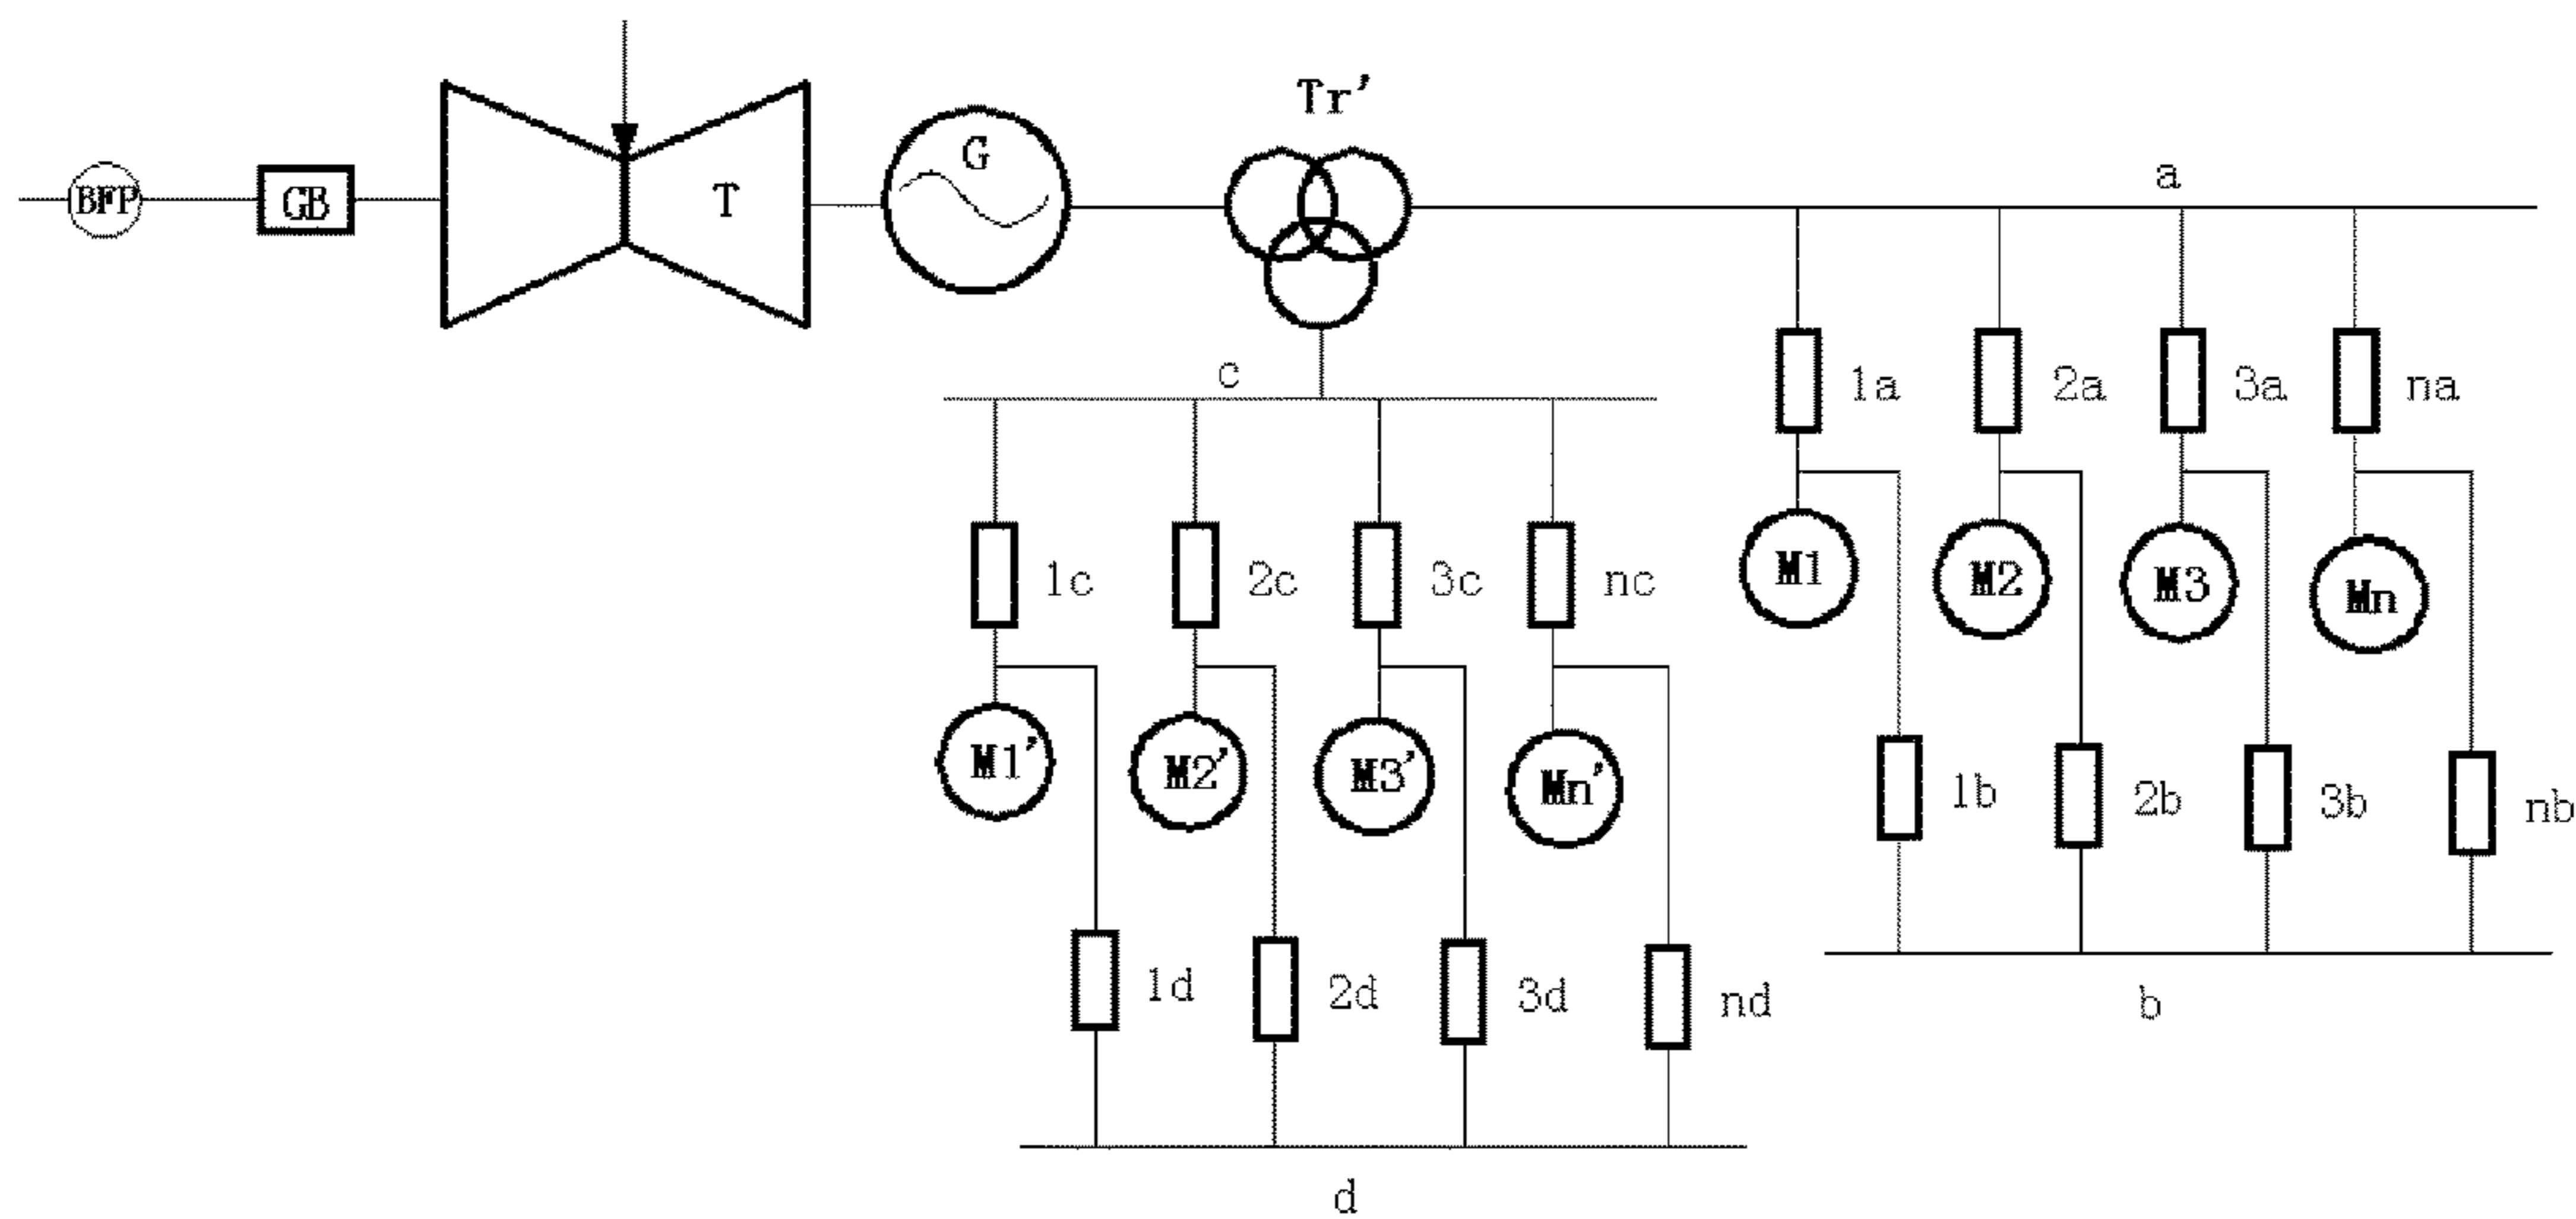 Tr'
BFP GB T G a
c 1a 2a 3a na
1c 2c 3c nc M1 M2 M3 Mn
M1' M2' M3' Mn' 1b 2b 3b nb
1d 2d 3d nd b
d